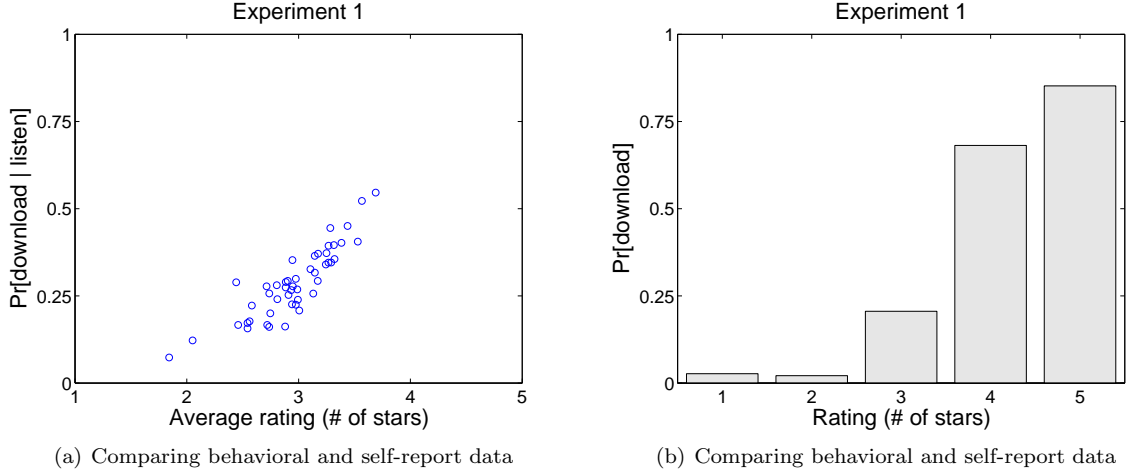 Experiment 1
1
0.75
0.5
0.25
0
Pr[download | listen]
1 2 3 4 5
Average rating (# of stars)
(a) Comparing behavioral and self-report data
Experiment 1
1
0.75
0.5
0.25
0
Pr[download]
1 2 3 4 5
Rating (# of stars)
(b) Comparing behavioral and self-report data